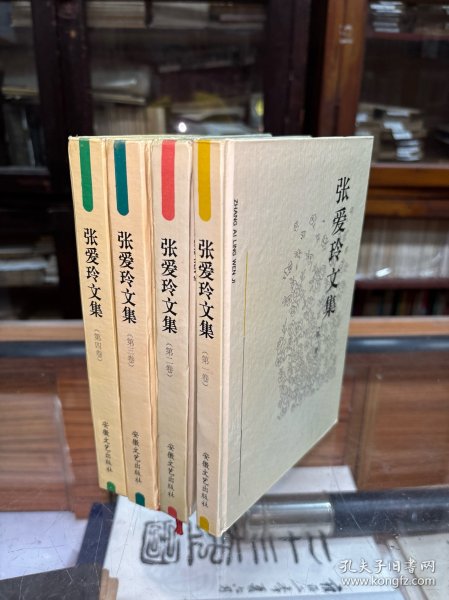 张爱玲文集
(第四卷)
安徽文艺出版社
张爱玲文集
(第三卷)
安徽文艺出版社
张爱玲文集
(第二卷)
安徽文艺出版社
张爱玲文集
(第一卷)
安徽文艺出版社
ZHANG AI LING WEN JI
张爱玲文集
孔夫子旧书网
www.kongfz.com